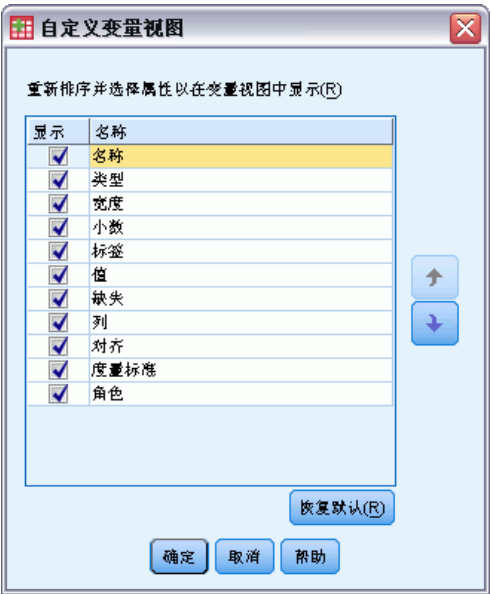 自定义变量视图
重新排序并选择属性以在变量视图中显示(R)
显示 名称
名称
类型
宽度
小数
标签
值
缺失
列
对齐
度量标准
角色
恢复默认(R)
确定 取消 帮助